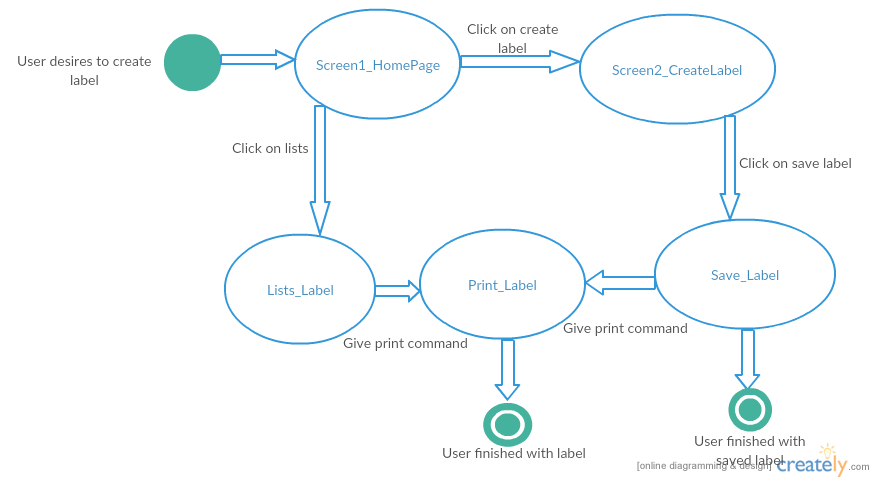 Click on create
label
User desires to create
label
Screen1_HomePage
Screen2_CreateLabel
Click on lists
Click on save label
Lists_Label
Print_Label
Save_Label
Give print command
Give print command
User finished with label
User finished with
saved label
[online diagramming & design]
creately.com